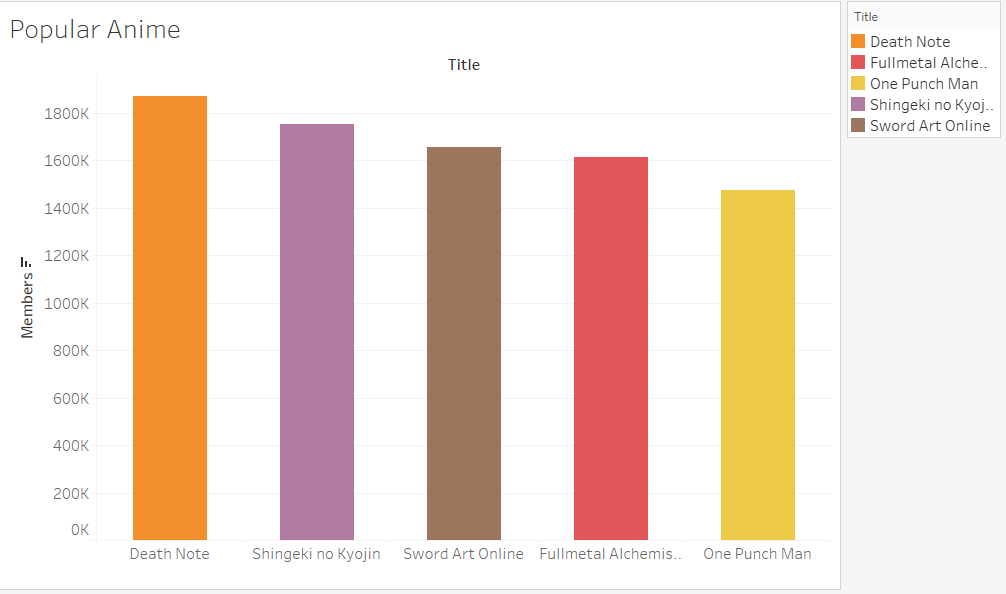 Popular Anime
Title
Members
1800K
1600K
1400K
1200K
1000K
800K
600K
400K
200K
0K
Death Note
Shingeki no Kyojin
Sword Art Online
Fullmetal Alchemis..
One Punch Man
Title
Death Note
Fullmetal Alche..
One Punch Man
Shingeki no Kyoj..
Sword Art Online